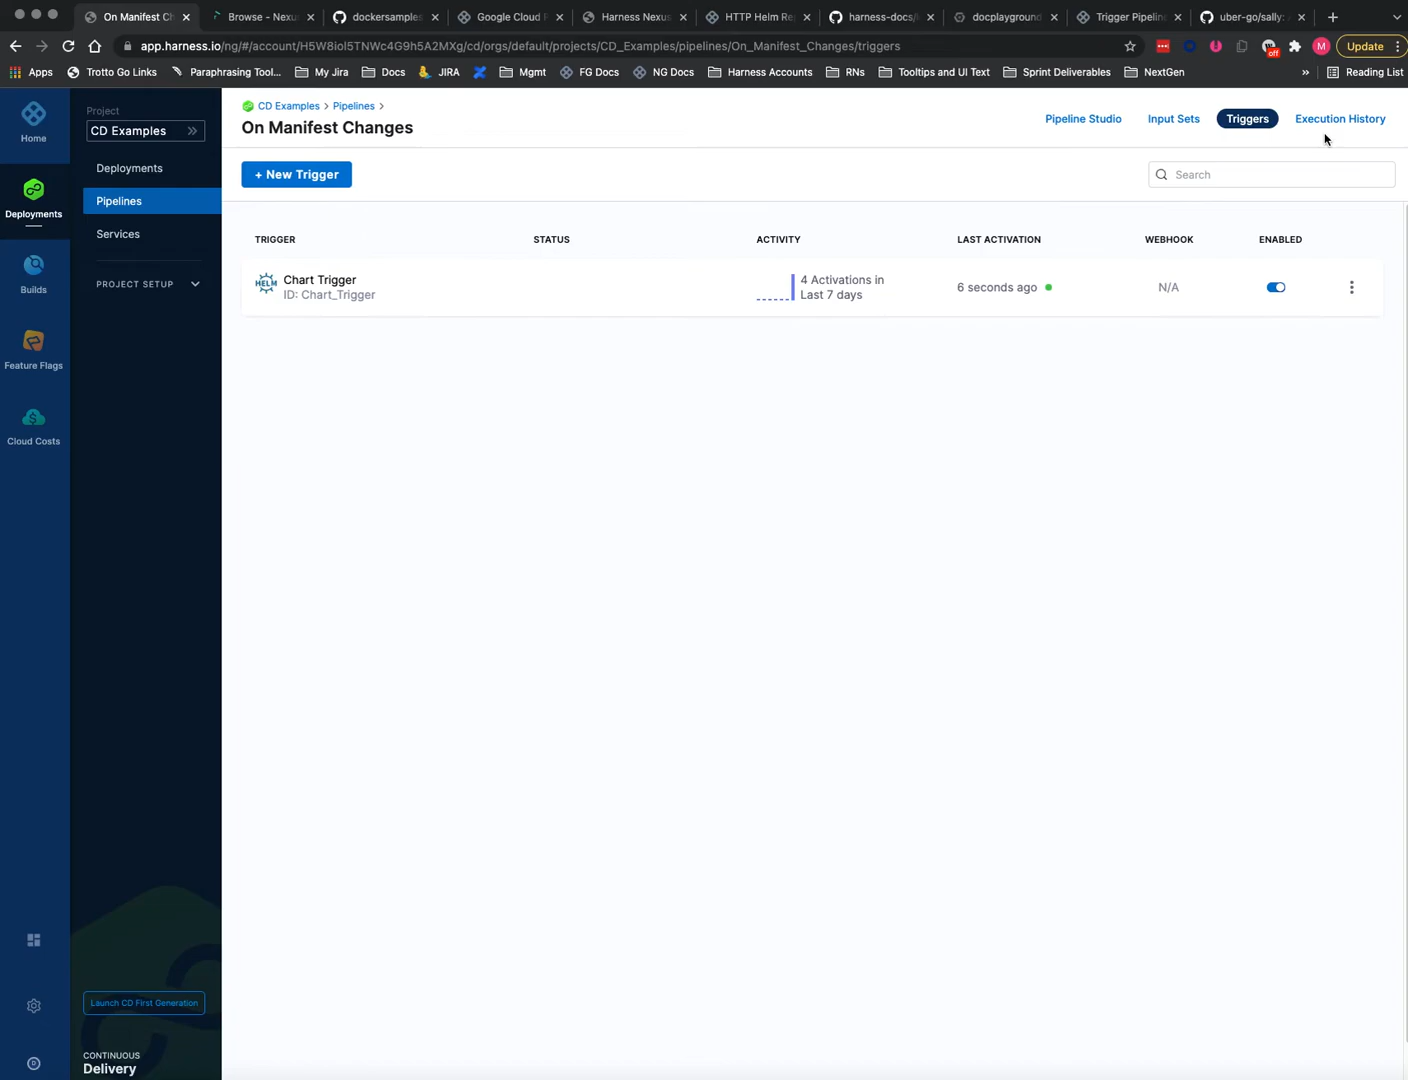 On Manifest Ch
Browse - Nexu
dockersamples
Google Cloud P
Harness Nexus
HTTP Helm Re
harness-docs/
docplayground
Trigger Pipelin
uber-go/sally:
app.harness.io/ng/#/account/H5W8iol5TNWc4G9h5A2MXg/cd/orgs/default/projects/CD_Examples/pipelines/On_Manifest_Changes/triggers
off
M
Update
Apps
Trotto Go Links
Paraphrasing Tool...
My Jira
Docs
JIRA
Mgmt
FG Docs
NG Docs
Harness Accounts
RNs
Tooltips and UI Text
Sprint Deliverables
NextGen
»
Reading List
Home
Deployments
Builds
Feature Flags
Cloud Costs
Project
CD Examples
Deployments
Pipelines
Services
PROJECT SETUP
Launch CD First Generation
CONTINUOUS
Delivery
CD Examples > Pipelines >
On Manifest Changes
Pipeline Studio
Input Sets
Triggers
Execution History
+ New Trigger
Search
TRIGGER
STATUS
ACTIVITY
LAST ACTIVATION
WEBHOOK
ENABLED
HELM
Chart Trigger
ID: Chart_Trigger
4 Activations in
Last 7 days
6 seconds ago
N/A